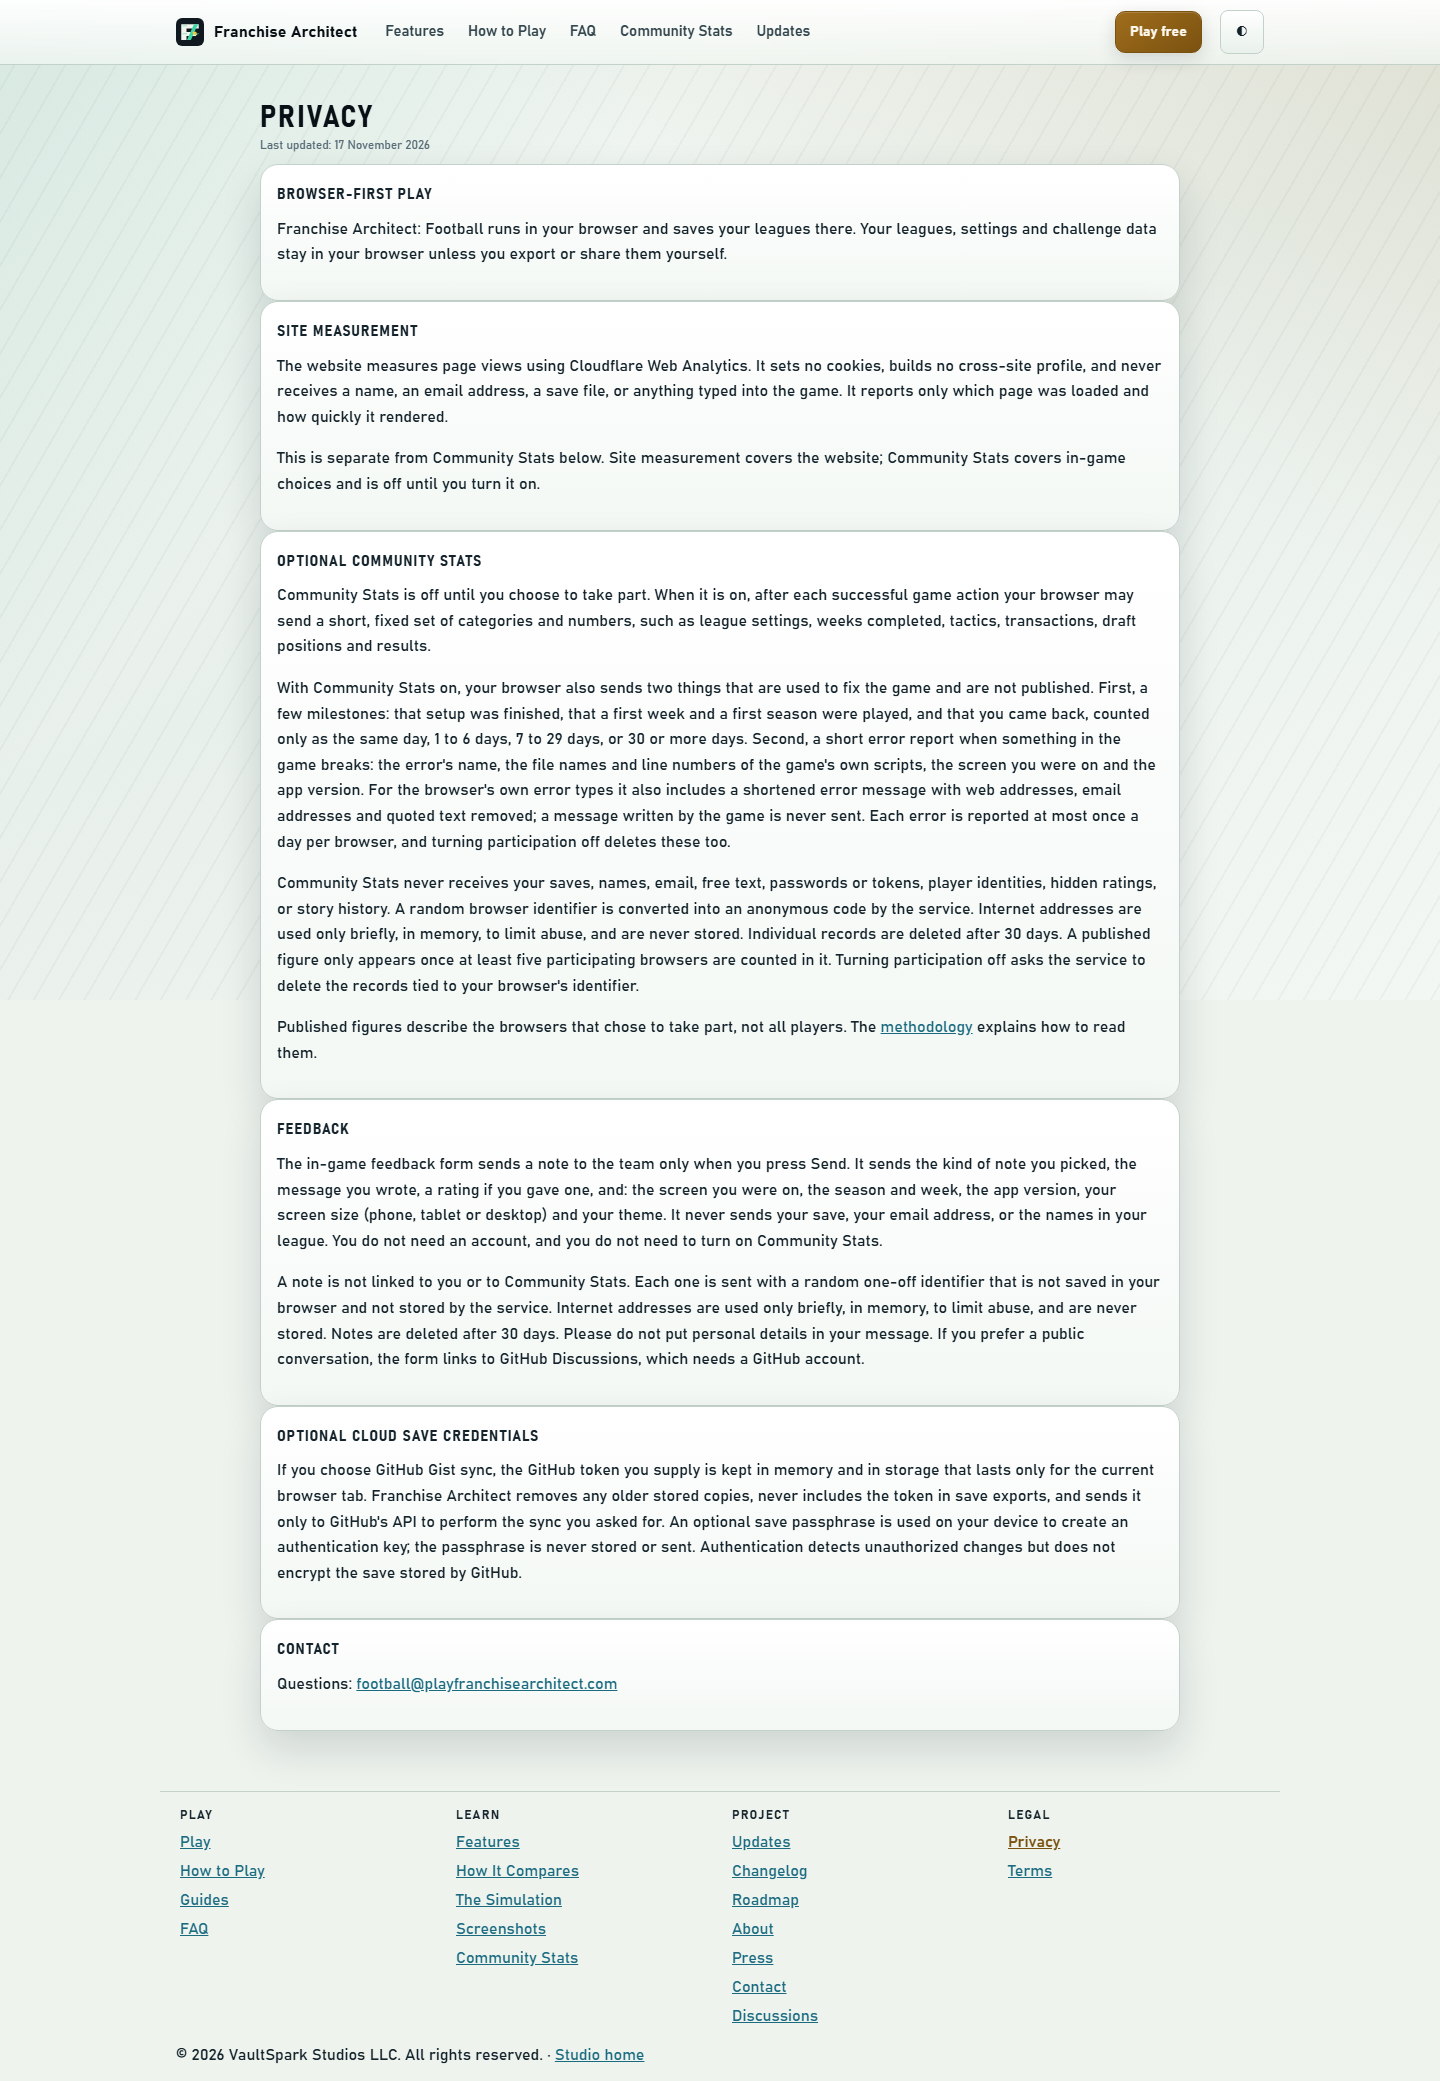 Franchise Architect
Features
How to Play
FAQ
Community Stats
Updates
Play free
PRIVACY
Last updated: 17 November 2026
BROWSER-FIRST PLAY
Franchise Architect: Football runs in your browser and saves your leagues there. Your leagues, settings and challenge data
stay in your browser unless you export or share them yourself.
SITE MEASUREMENT
The website measures page views using Cloudflare Web Analytics. It sets no cookies, builds no cross-site profile, and never
receives a name, an email address, a save file, or anything typed into the game. It reports only which page was loaded and
how quickly it rendered.
This is separate from Community Stats below. Site measurement covers the website; Community Stats covers in-game
choices and is off until you turn it on.
OPTIONAL COMMUNITY STATS
Community Stats is off until you choose to take part. When it is on, after each successful game action your browser may
send a short, fixed set of categories and numbers, such as league settings, weeks completed, tactics, transactions, draft
positions and results.
With Community Stats on, your browser also sends two things that are used to fix the game and are not published. First, a
few milestones: that setup was finished, that a first week and a first season were played, and that you came back, counted
only as the same day, 1 to 6 days, 7 to 29 days, or 30 or more days. Second, a short error report when something in the
game breaks: the error's name, the file names and line numbers of the game's own scripts, the screen you were on and the
app version. For the browser's own error types it also includes a shortened error message with web addresses, email
addresses and quoted text removed; a message written by the game is never sent. Each error is reported at most once a
day per browser, and turning participation off deletes these too.
Community Stats never receives your saves, names, email, free text, passwords or tokens, player identities, hidden ratings,
or story history. A random browser identifier is converted into an anonymous code by the service. Internet addresses are
used only briefly, in memory, to limit abuse, and are never stored. Individual records are deleted after 30 days. A published
figure only appears once at least five participating browsers are counted in it. Turning participation off asks the service to
delete the records tied to your browser's identifier.
Published figures describe the browsers that chose to take part, not all players. The methodology explains how to read
them.
FEEDBACK
The in-game feedback form sends a note to the team only when you press Send. It sends the kind of note you picked, the
message you wrote, a rating if you gave one, and: the screen you were on, the season and week, the app version, your
screen size (phone, tablet or desktop) and your theme. It never sends your save, your email address, or the names in your
league. You do not need an account, and you do not need to turn on Community Stats.
A note is not linked to you or to Community Stats. Each one is sent with a random one-off identifier that is not saved in your
browser and not stored by the service. Internet addresses are used only briefly, in memory, to limit abuse, and are never
stored. Notes are deleted after 30 days. Please do not put personal details in your message. If you prefer a public
conversation, the form links to GitHub Discussions, which needs a GitHub account.
OPTIONAL CLOUD SAVE CREDENTIALS
If you choose GitHub Gist sync, the GitHub token you supply is kept in memory and in storage that lasts only for the current
browser tab. Franchise Architect removes any older stored copies, never includes the token in save exports, and sends it
only to GitHub's API to perform the sync you asked for. An optional save passphrase is used on your device to create an
authentication key; the passphrase is never stored or sent. Authentication detects unauthorized changes but does not
encrypt the save stored by GitHub.
CONTACT
Questions: football@playfranchisearchitect.com
PLAY
Play
How to Play
Guides
FAQ
LEARN
Features
How It Compares
The Simulation
Screenshots
Community Stats
PROJECT
Updates
Changelog
Roadmap
About
Press
Contact
Discussions
LEGAL
Privacy
Terms
© 2026 VaultSpark Studios LLC. All rights reserved. · Studio home